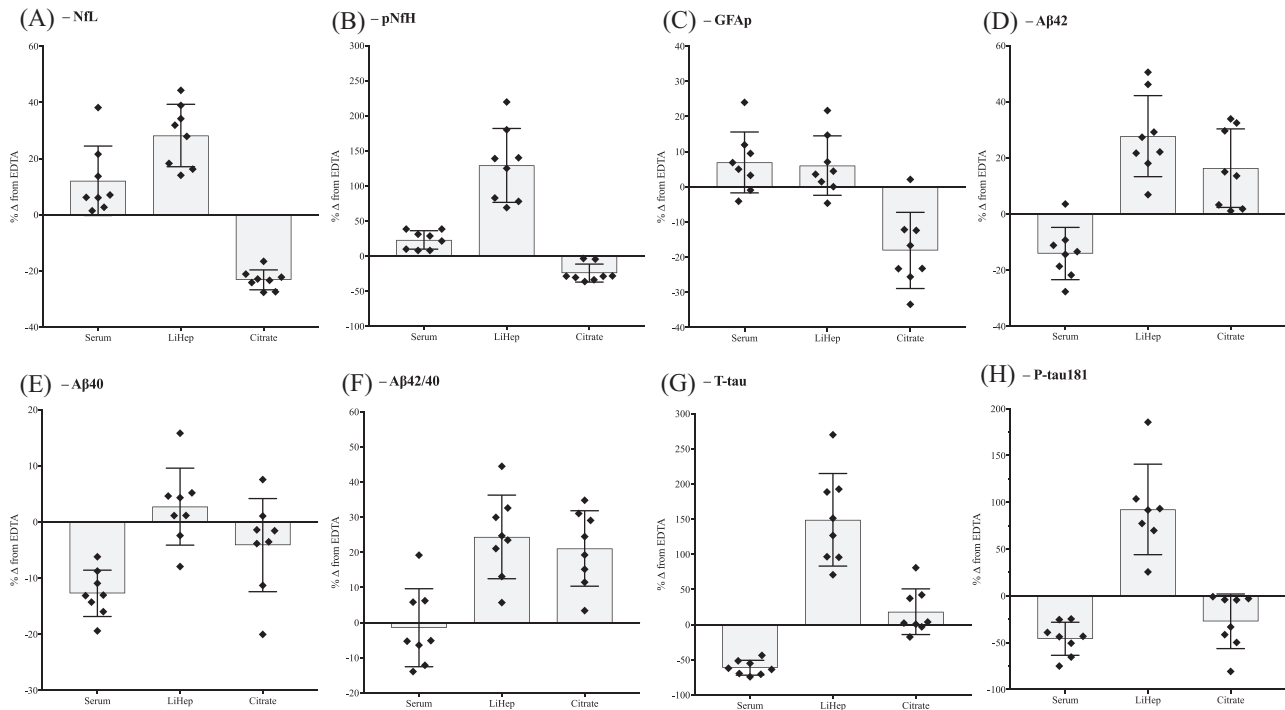 (A) – NfL
% Δ from EDTA
60
40
20
0
-20
-40
Serum LiHep Citrate
(B) – pNfH
% Δ from EDTA
300
250
200
150
100
50
0
-50
-100
Serum LiHep Citrate
(C) – GFAp
% Δ from EDTA
40
30
20
10
0
-10
-20
-30
-40
Serum LiHep Citrate
(D) – Aβ42
% Δ from EDTA
60
40
20
0
-20
-40
Serum LiHep Citrate
(E) – Aβ40
% Δ from EDTA
20
10
0
-10
-20
-30
Serum LiHep Citrate
(F) – Aβ42/40
% Δ from EDTA
60
50
40
30
20
10
0
-10
-20
Serum LiHep Citrate
(G) – T-tau
% Δ from EDTA
300
250
200
150
100
50
0
-50
-100
Serum LiHep Citrate
(H) – P-tau181
% Δ from EDTA
200
150
100
50
0
-50
-100
Serum LiHep Citrate